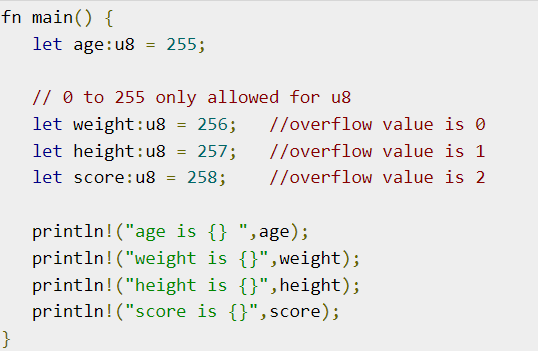 fn main() {
let age:u8 = 255;
// 0 to 255 only allowed for u8
let weight:u8 = 256;   //overflow value is 0
let height:u8 = 257;   //overflow value is 1
let score:u8 = 258;    //overflow value is 2
println!("age is {} ",age);
println!("weight is {}",weight);
println!("height is {}",height);
println!("score is {}",score);
}